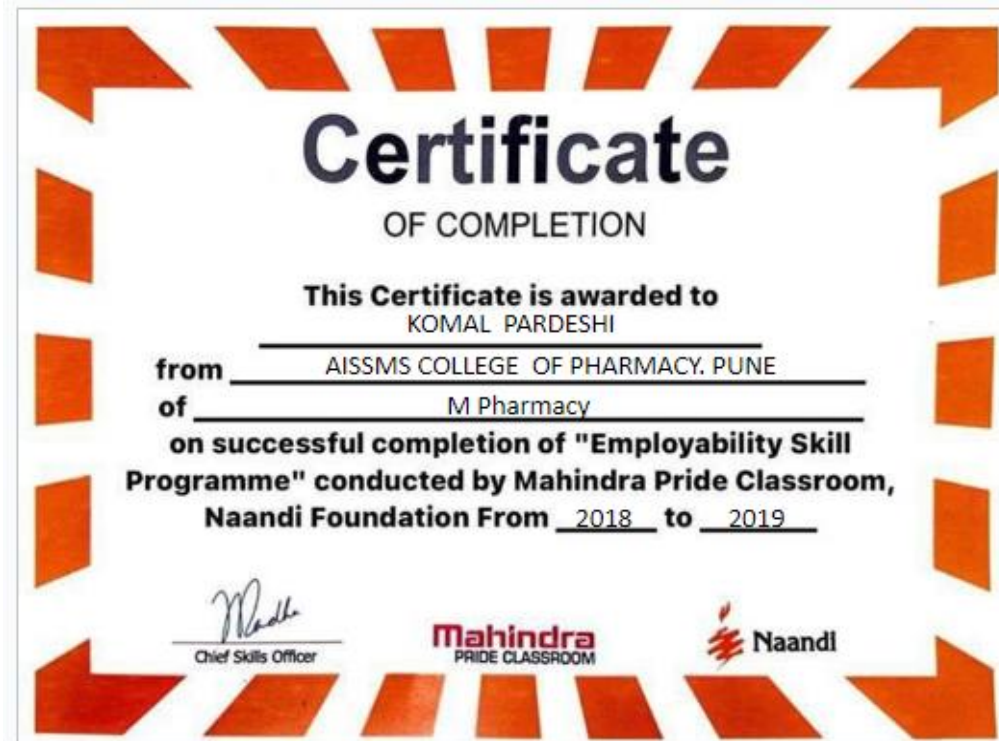 Certificate
OF COMPLETION
This Certificate is awarded to
KOMAL PARDESHI
from AISSMS COLLEGE OF PHARMACY. PUNE
of M Pharmacy
on successful completion of "Employability Skill
Programme" conducted by Mahindra Pride Classroom,
Naandi Foundation From 2018 to 2019
Chief Skills Officer
Mahindra
PRIDE CLASSROOM
Naandi